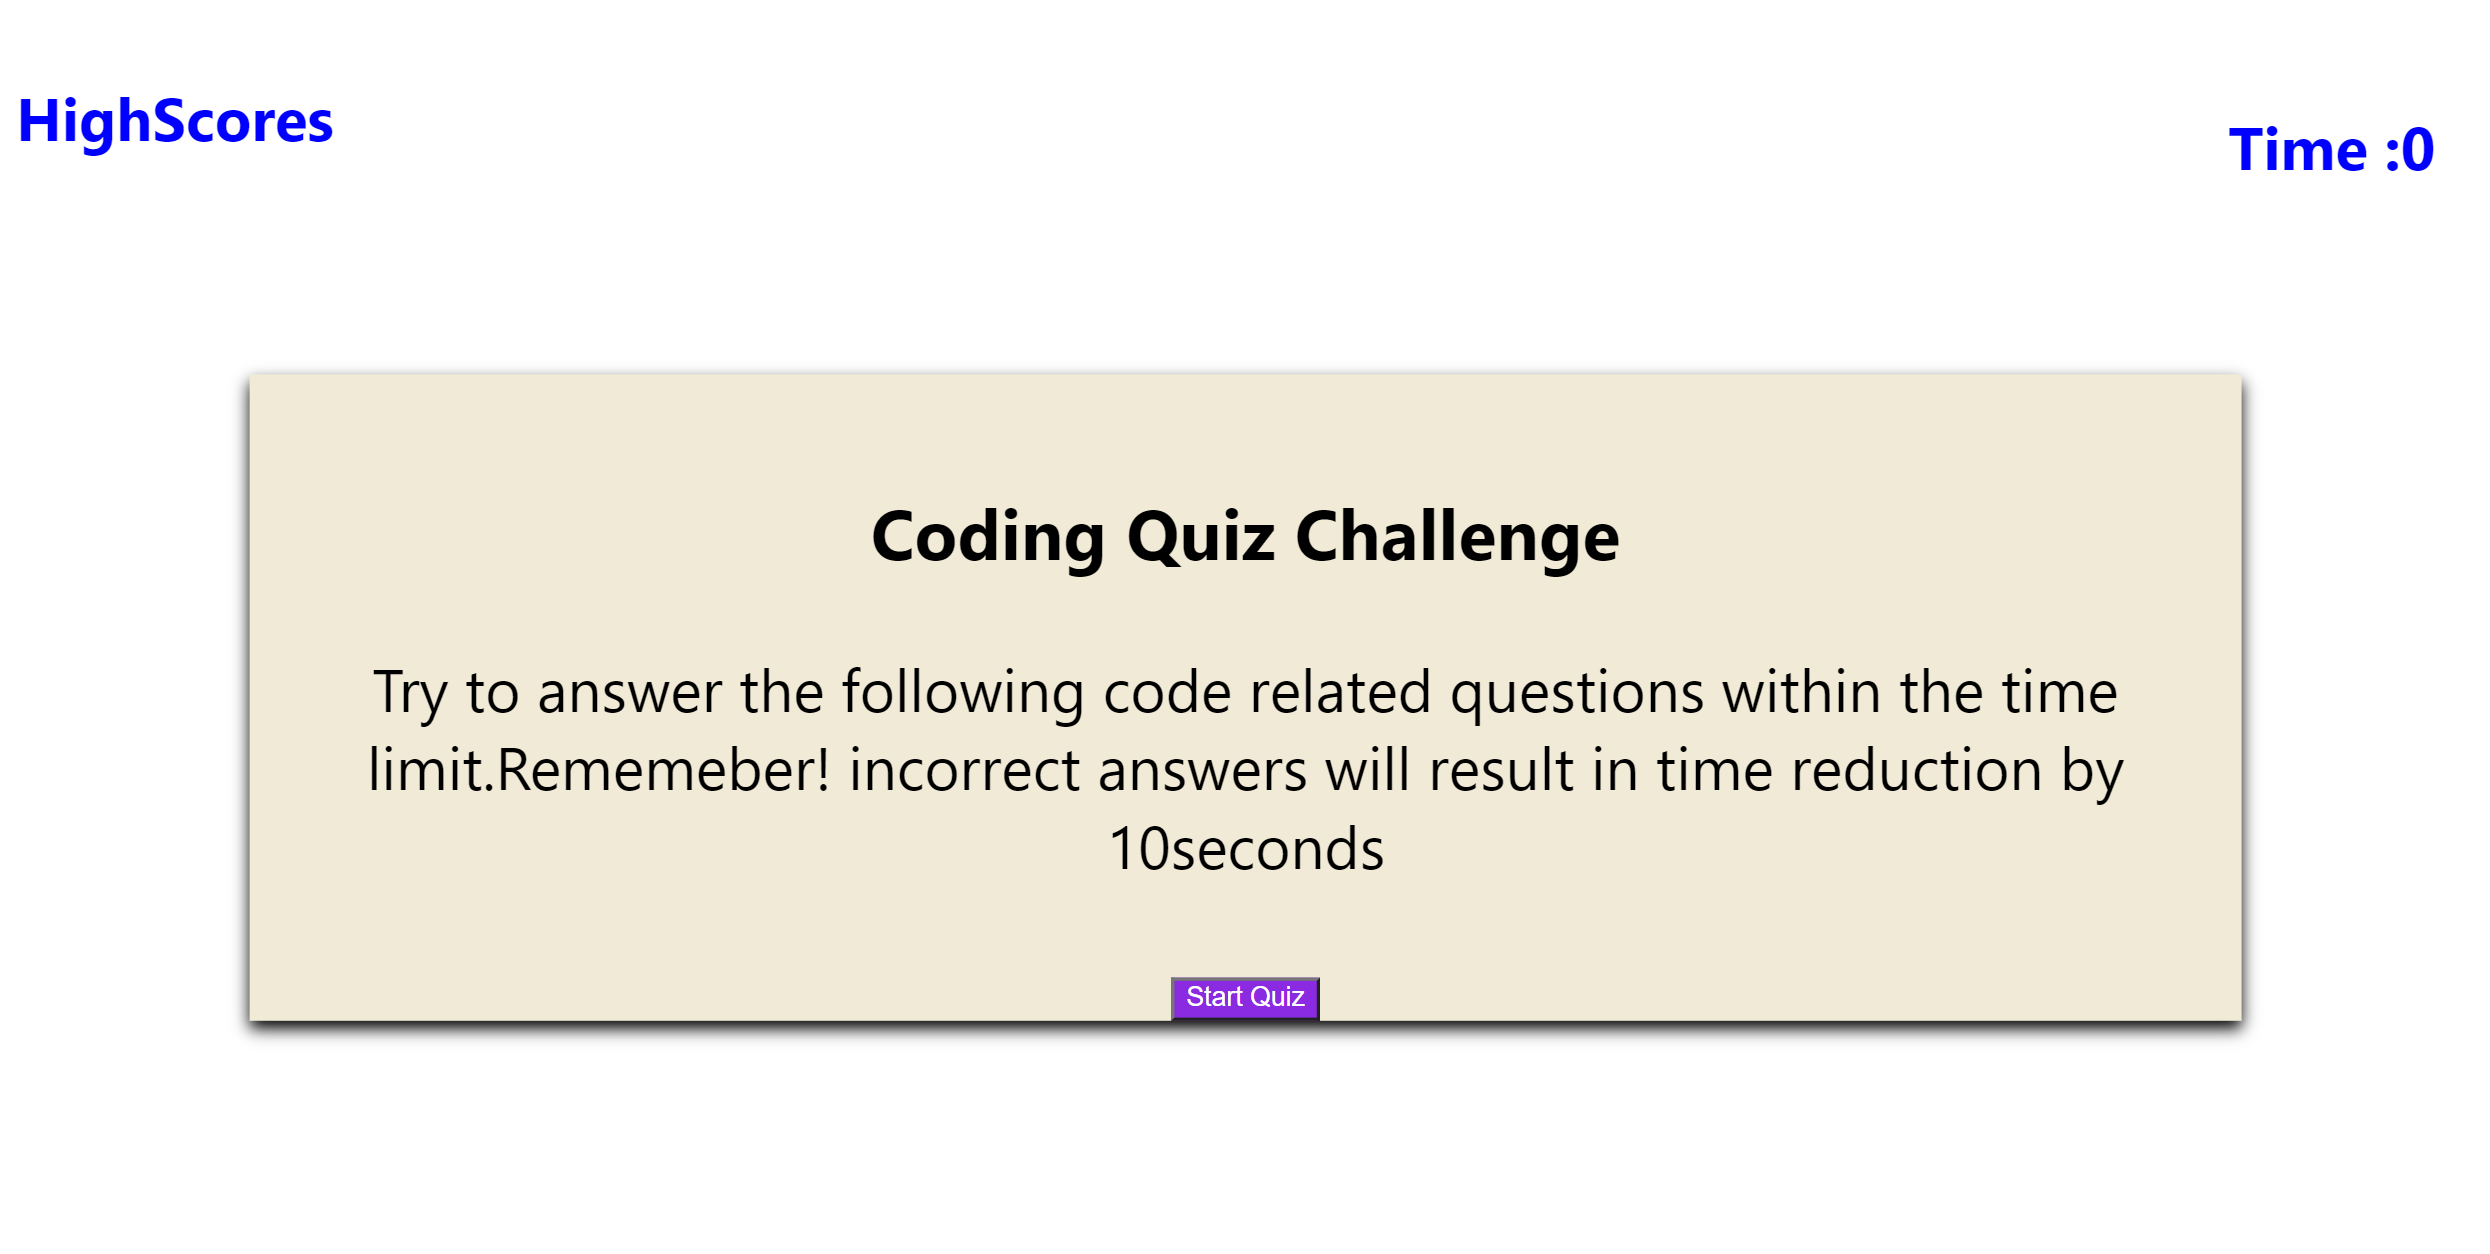 HighScores
Time :0
Coding Quiz Challenge
Try to answer the following code related questions within the time
limit.Rememeber! incorrect answers will result in time reduction by
10seconds
Start Quiz